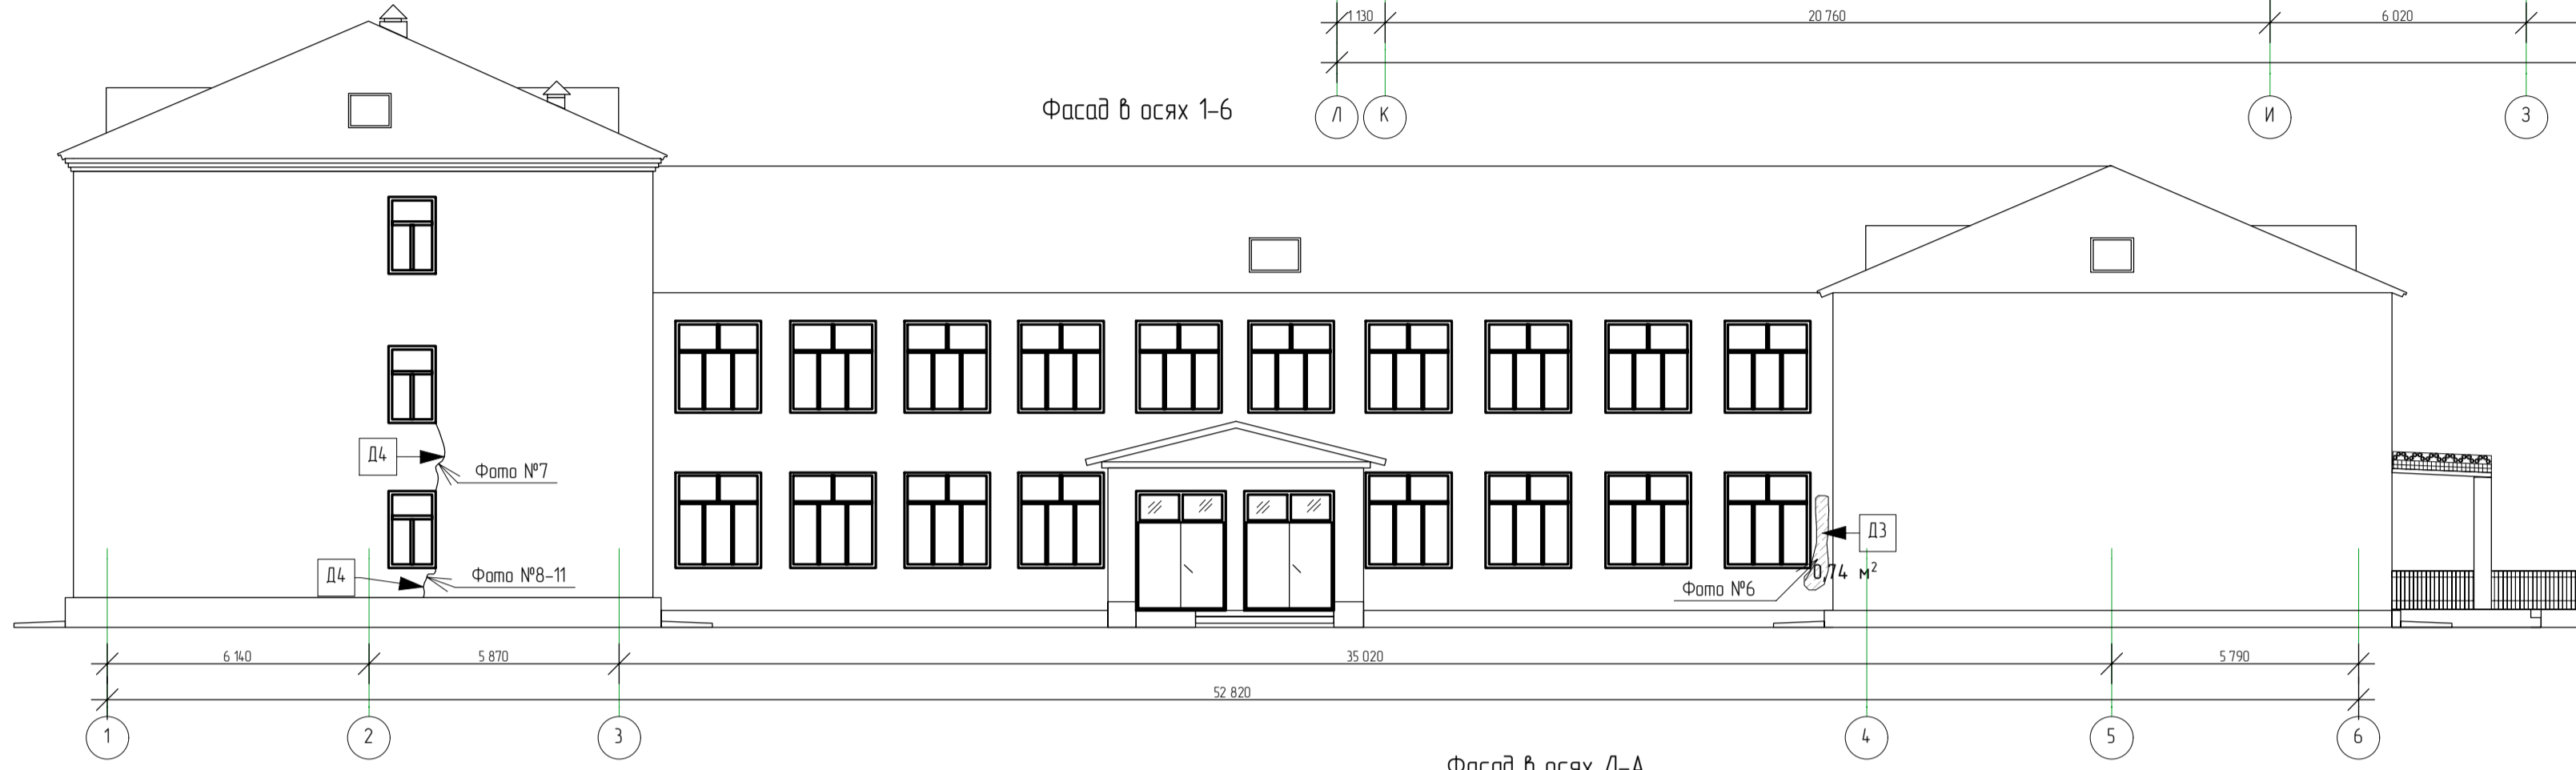 1 130 20 760 6 020
Фасад в осях 1-6
Л К И З
Д4
Фото №7
Д3
Д4
Фото №8-11
0,74 м²
Фото №6
6 140 5 870 35 020 5 790
52 820
1 2 3 4 5 6